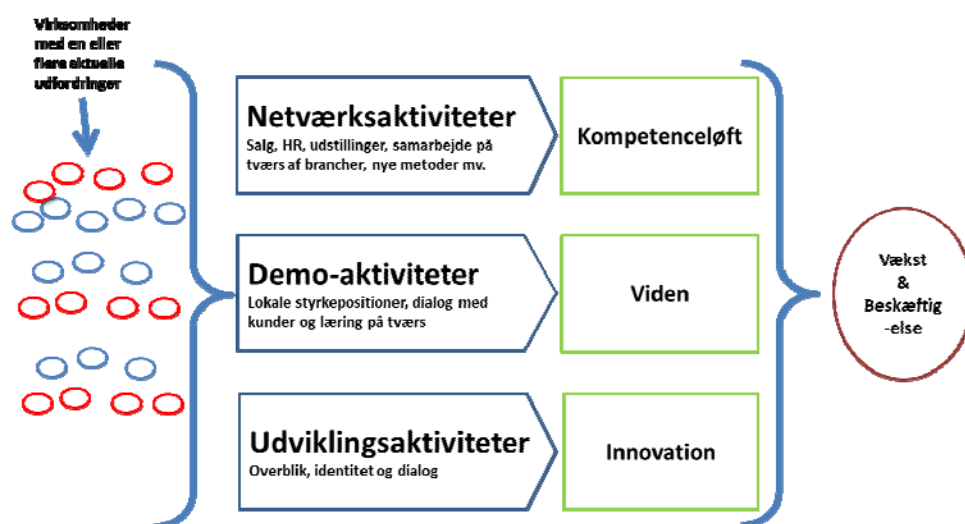 Virksomheder
med en eller
flere aktuelle
udfordringer
Netværksaktiviteter
Salg, HR, udstillinger, samarbejde på
tværs af brancher, nye metoder mv.
Kompetenceløft
Demo-aktiviteter
Lokale styrkepositioner, dialog med
kunder og læring på tværs
Viden
Udviklingsaktiviteter
Overblik, identitet og dialog
Innovation
Vækst
&
Beskæftig
-else